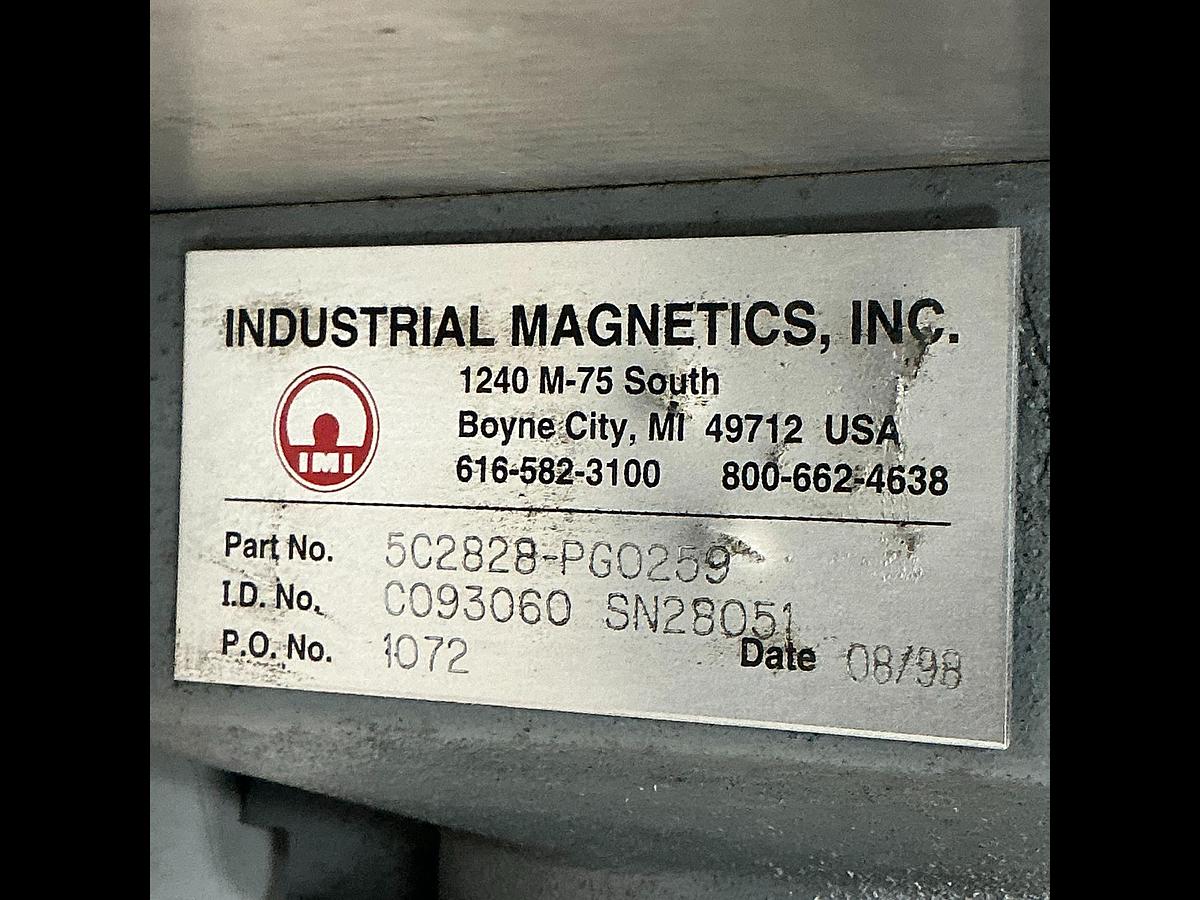 INDUSTRIAL MAGNETICS, INC.
1240 M-75 South
Boyne City, MI 49712 USA
616-582-3100 800-662-4638
IMI
Part No. 5C2828-PG0259
I.D. No. C093060 SN28051
P.O. No. 1072
Date 08/98